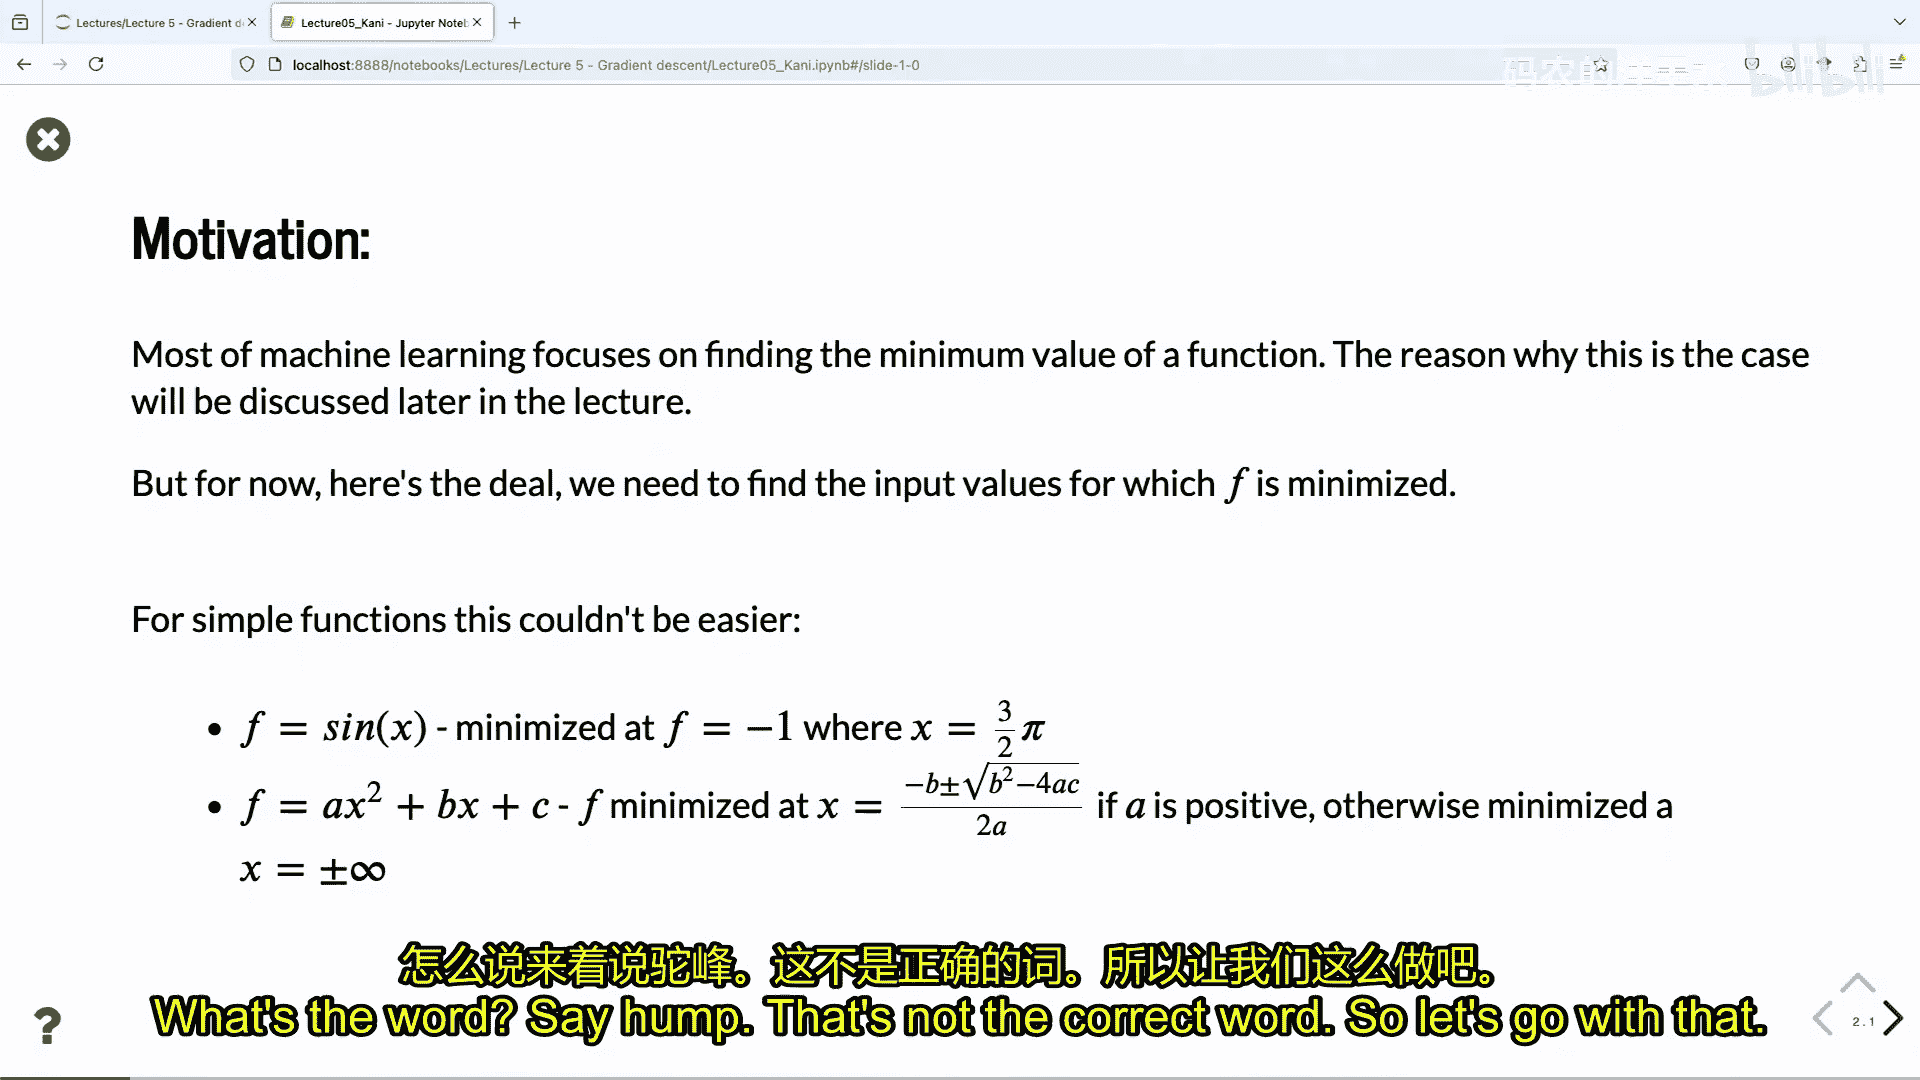 Lectures/Lecture 5 - Gradient d
Lecture05_Kani - Jupyter Noteb
localhost:8888/notebooks/Lectures/Lecture 5 - Gradient descent/Lecture05_Kani.ipynb#/slide-1-0
bilibili
Motivation:
Most of machine learning focuses on finding the minimum value of a function. The reason why this is the case
will be discussed later in the lecture.
But for now, here's the deal, we need to find the input values for which f is minimized.
For simple functions this couldn't be easier:
• f = sin(x) - minimized at f = −1 where x = 3/2 π
• f = ax² + bx + c - f minimized at x = (−b±√(b²−4ac))/2a if a is positive, otherwise minimized a
x = ±∞
怎么说来着说驼峰。这不是正确的词。所以让我们这么做吧。
What's the word? Say hump. That's not the correct word. So let's go with that.
?
2.1